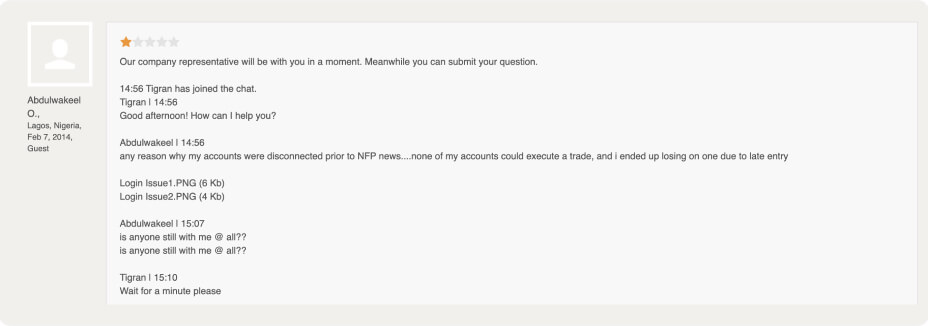 Abdulwakeel
O.,
Lagos, Nigeria,
Feb 7, 2014,
Guest
Our company representative will be with you in a moment. Meanwhile you can submit your question.
14:56 Tigran has joined the chat.
Tigran | 14:56
Good afternoon! How can I help you?
Abdulwakeel | 14:56
any reason why my accounts were disconnected prior to NFP news....none of my accounts could execute a trade, and i ended up losing on one due to late entry
Login Issue1.PNG (6 Kb)
Login Issue2.PNG (4 Kb)
Abdulwakeel | 15:07
is anyone still with me @ all??
is anyone still with me @ all??
Tigran | 15:10
Wait for a minute please